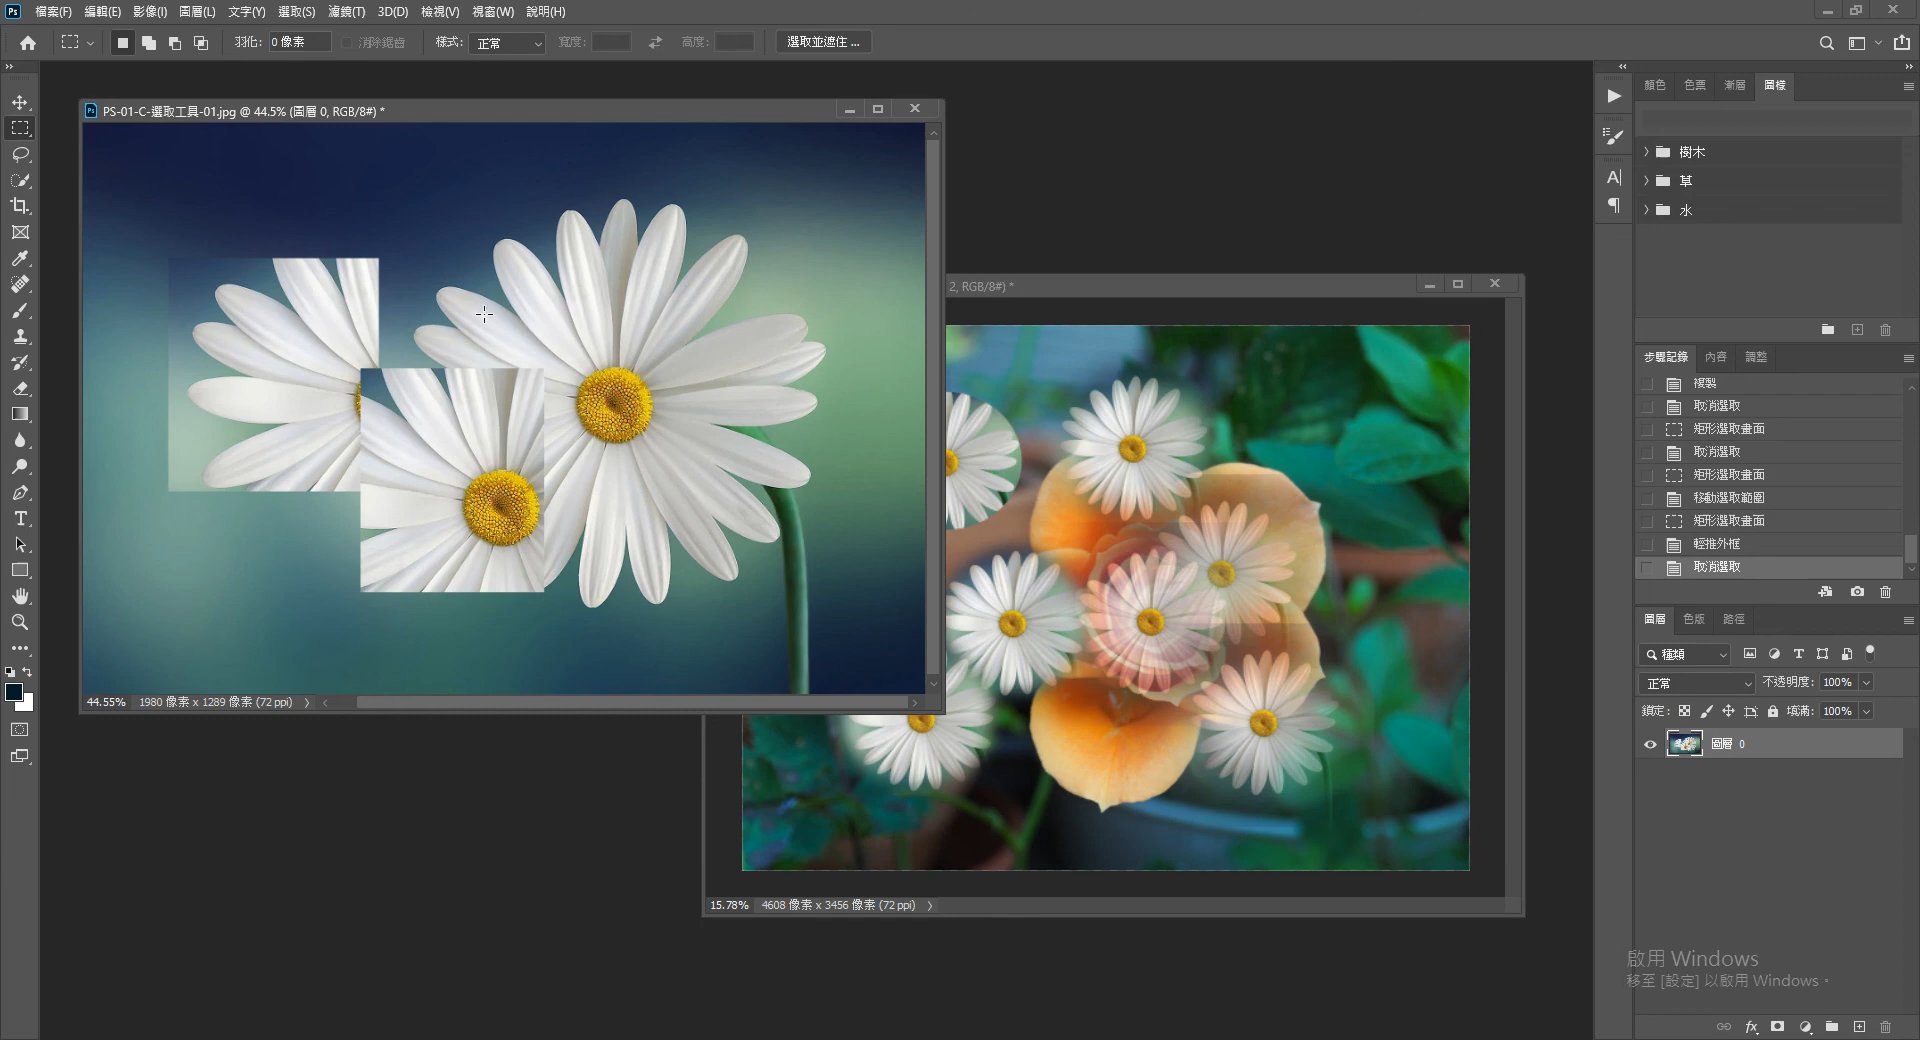 Ps 檔案(F) 編輯(E) 影像(I) 圖層(L) 文字(Y) 選取(S) 濾鏡(T) 3D(D) 檢視(V) 視窗(W) 說明(H)
羽化: 0 像素 消除鋸齒 樣式: 正常 寬度: 高度: 選取並遮住 ...
Ps PS-01-C-選取工具-01.jpg @ 44.5% (圖層 0, RGB/8#) *
44.55% 1980 像素 x 1289 像素 (72 ppi)
2, RGB/8#) *
15.78% 4608 像素 x 3456 像素 (72 ppi)
顏色 色票 漸層 圖樣
樹木
草
水
步驟記錄 內容 調整
複製
取消選取
矩形選取畫面
取消選取
矩形選取畫面
移動選取範圍
矩形選取畫面
輕推外框
取消選取
圖層 色版 路徑
種類
正常 不透明度: 100%
鎖定: 填滿: 100%
圖層 0
啟用 Windows
移至 [設定] 以啟用 Windows。
fx